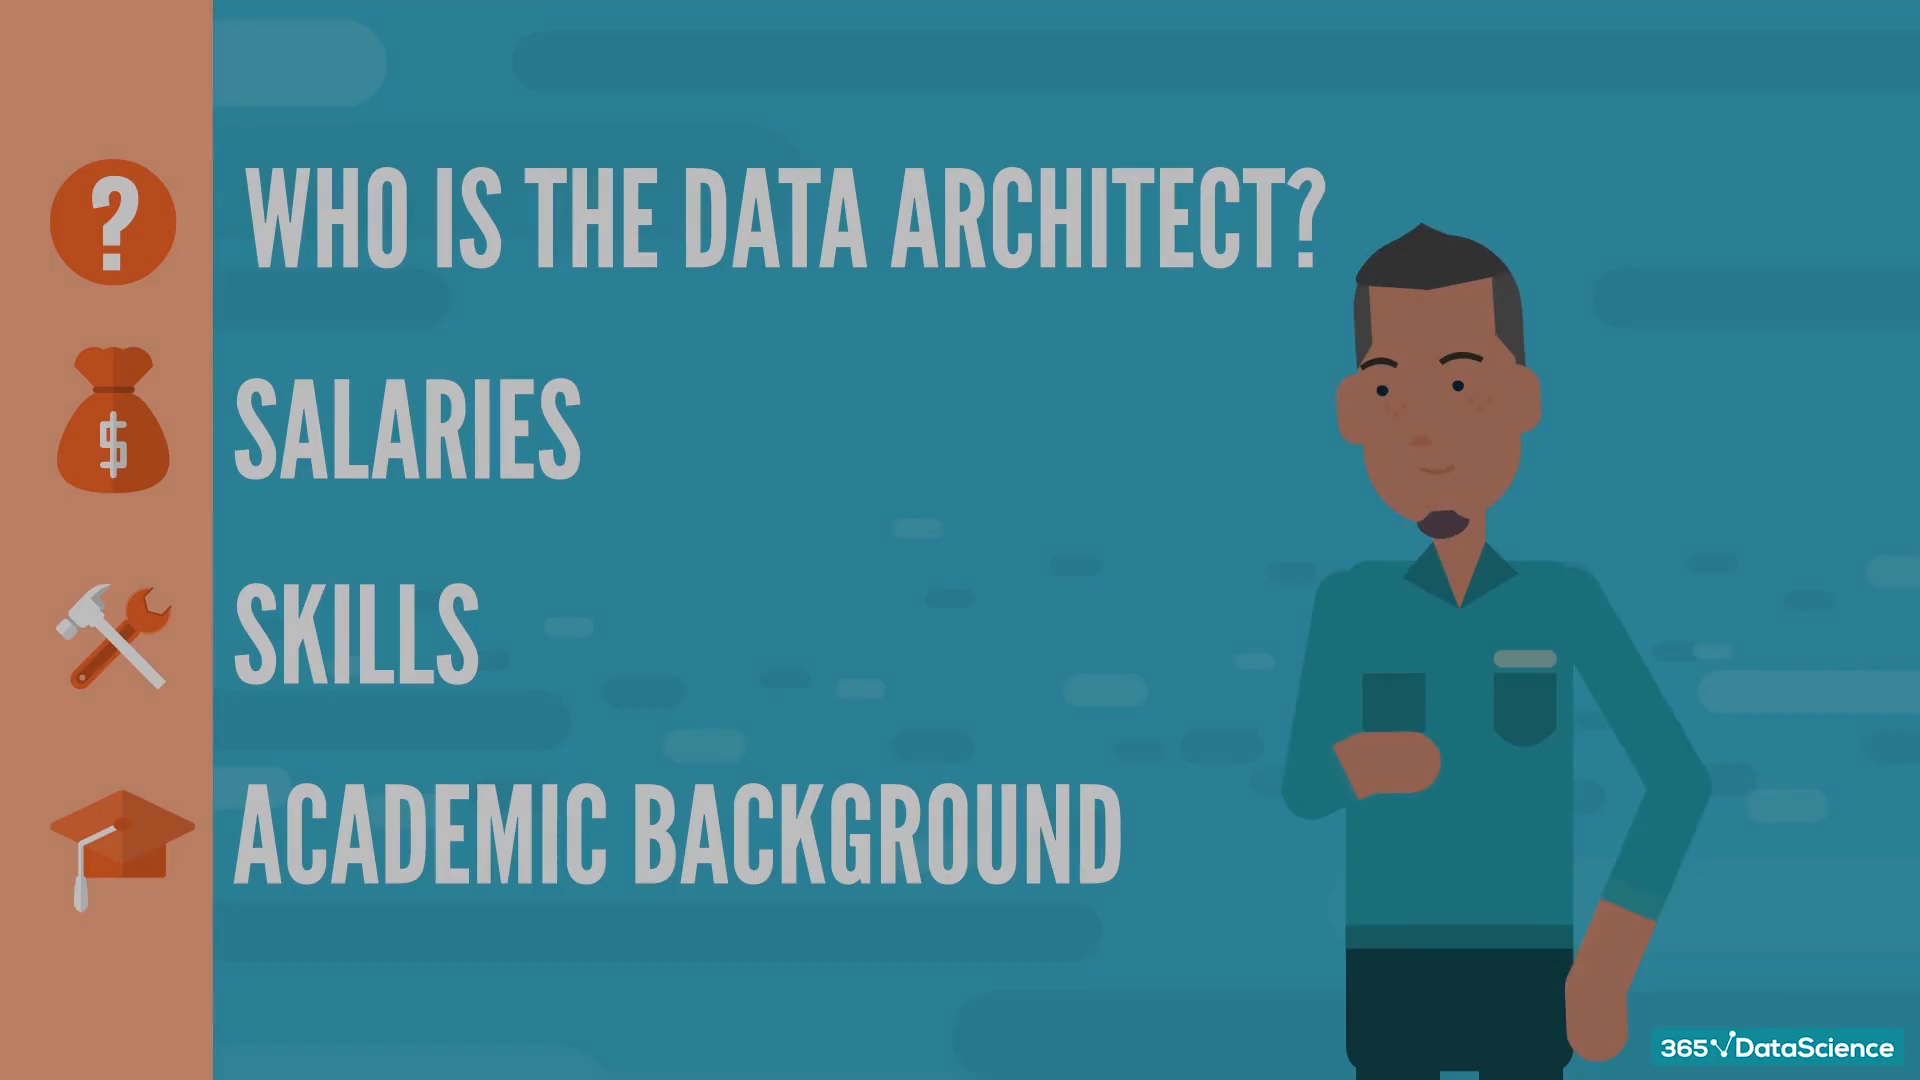 ?
WHO IS THE DATA ARCHITECT?
$
SALARIES
SKILLS
ACADEMIC BACKGROUND
365 DataScience